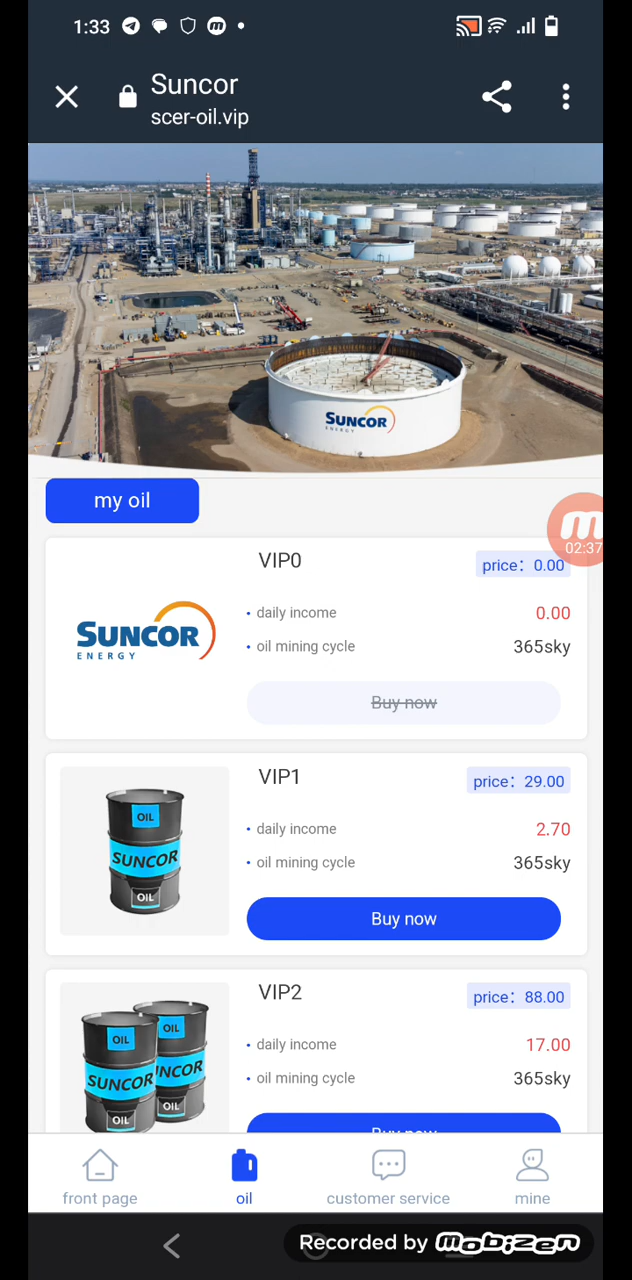 1:33
Suncor
scer-oil.vip
SUNCOR
ENERGY
my oil
02:37
VIP0
price：0.00
SUNCOR
ENERGY
• daily income 0.00
• oil mining cycle 365sky
Buy now
VIP1
price：29.00
OIL
SUNCOR
OIL
• daily income 2.70
• oil mining cycle 365sky
Buy now
VIP2
price：88.00
OIL
OIL
SUNCOR
NCOR
OIL
OIL
• daily income 17.00
• oil mining cycle 365sky
Buy now
front page
oil
customer service
mine
Recorded by mobizen